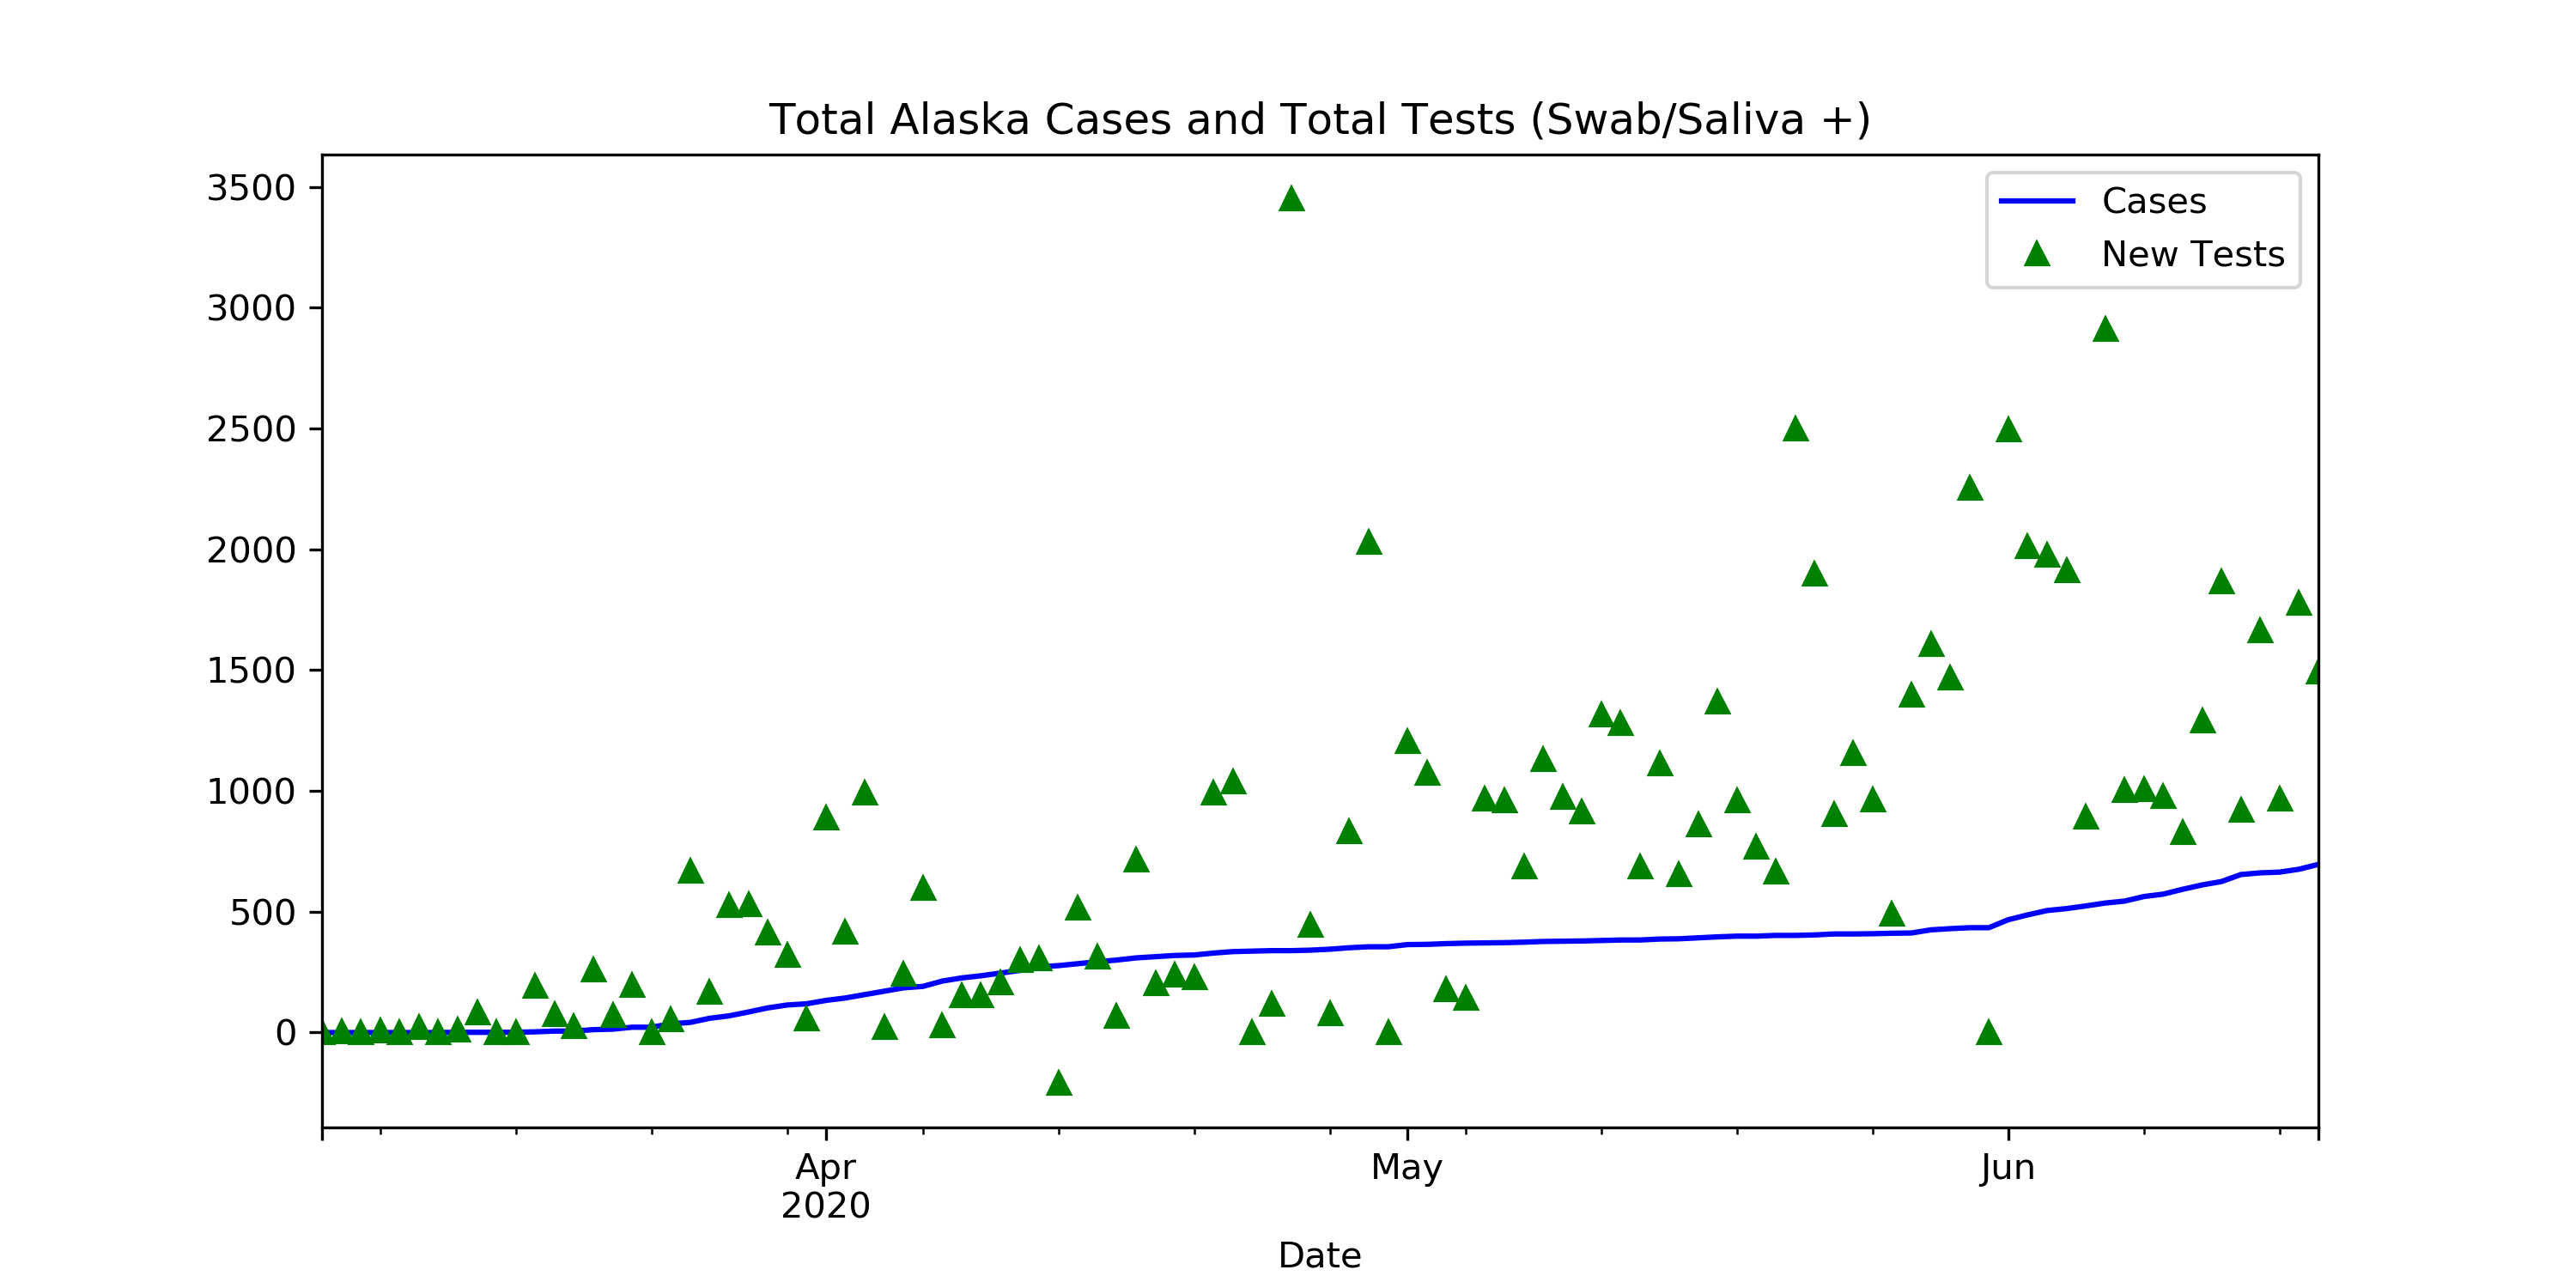 Total Alaska Cases and Total Tests (Swab/Saliva +)
3500
3000
2500
2000
1500
1000
500
0
Cases
New Tests
Apr
2020
May
Jun
Date